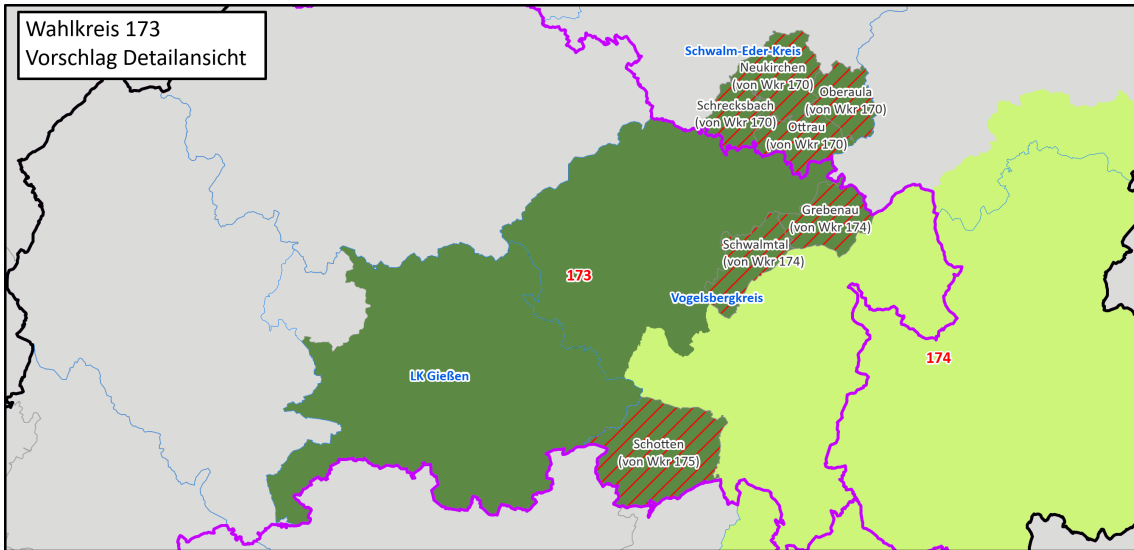 Wahlkreis 173
Vorschlag Detailansicht
Schwalm-Eder-Kreis
Neukirchen
(von Wkr 170)
Oberaula
(von Wkr 170)
Schrecksbach
(von Wkr 170)
Ottrau
(von Wkr 170)
Grebenau
(von Wkr 174)
Schwalmtal
(von Wkr 174)
173
Vogelsbergkreis
174
LK Gießen
Schotten
(von Wkr 175)